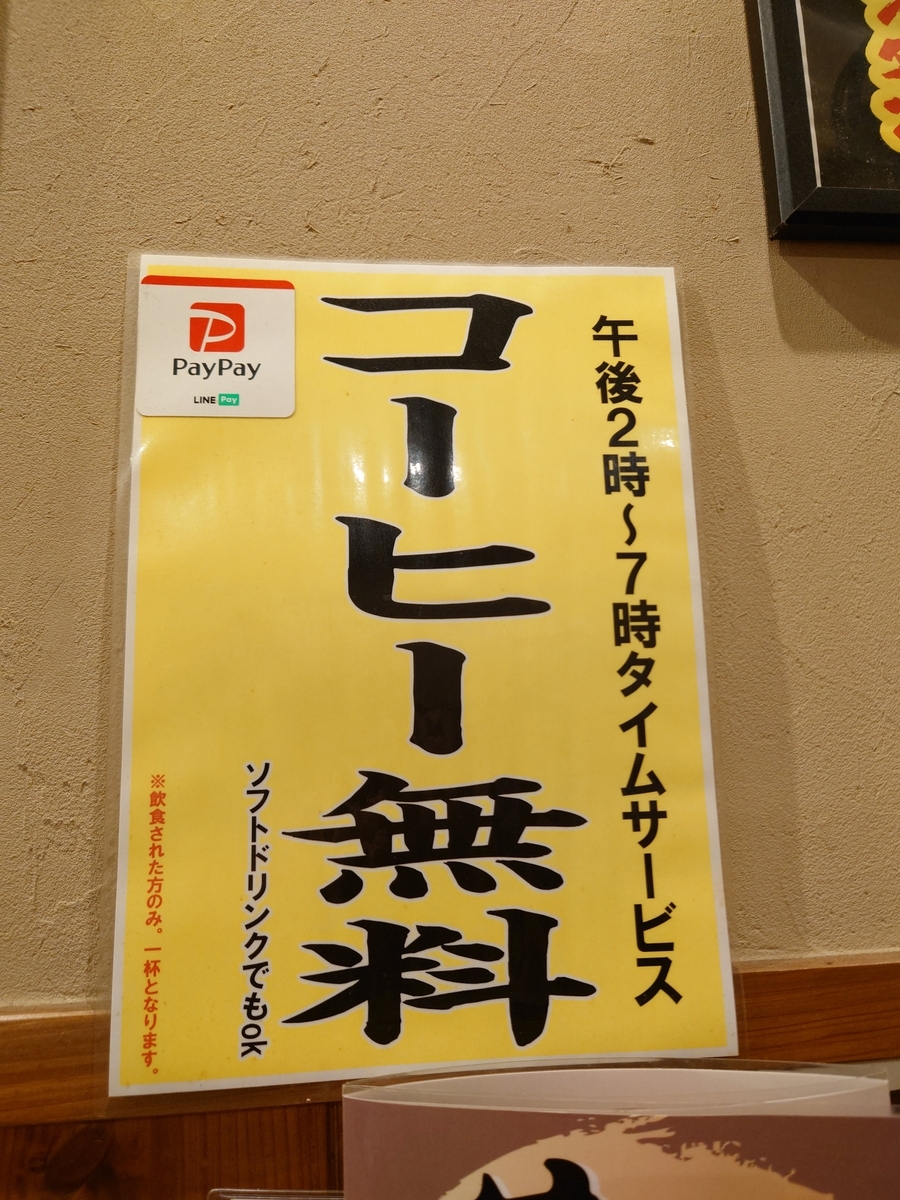 午後2時〜7時タイムサービス
コーヒー無料
ソフトドリンクでもok
※飲食された方のみ。一杯となります。
PayPay
LINE Pay